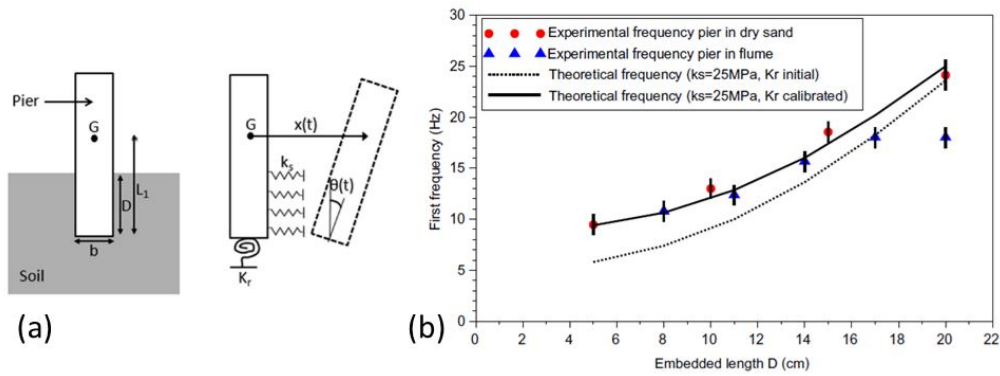 Pier
G
D
L1
b
Soil
G
x(t)
ks
θ(t)
Kr
(a)
(b)
30
25
20
15
10
5
0
First frequency (Hz)
Experimental frequency pier in dry sand
Experimental frequency pier in flume
Theoretical frequency (ks=25MPa, Kr initial)
Theoretical frequency (ks=25MPa, Kr calibrated)
0 2 4 6 8 10 12 14 16 18 20 22
Embedded length D (cm)